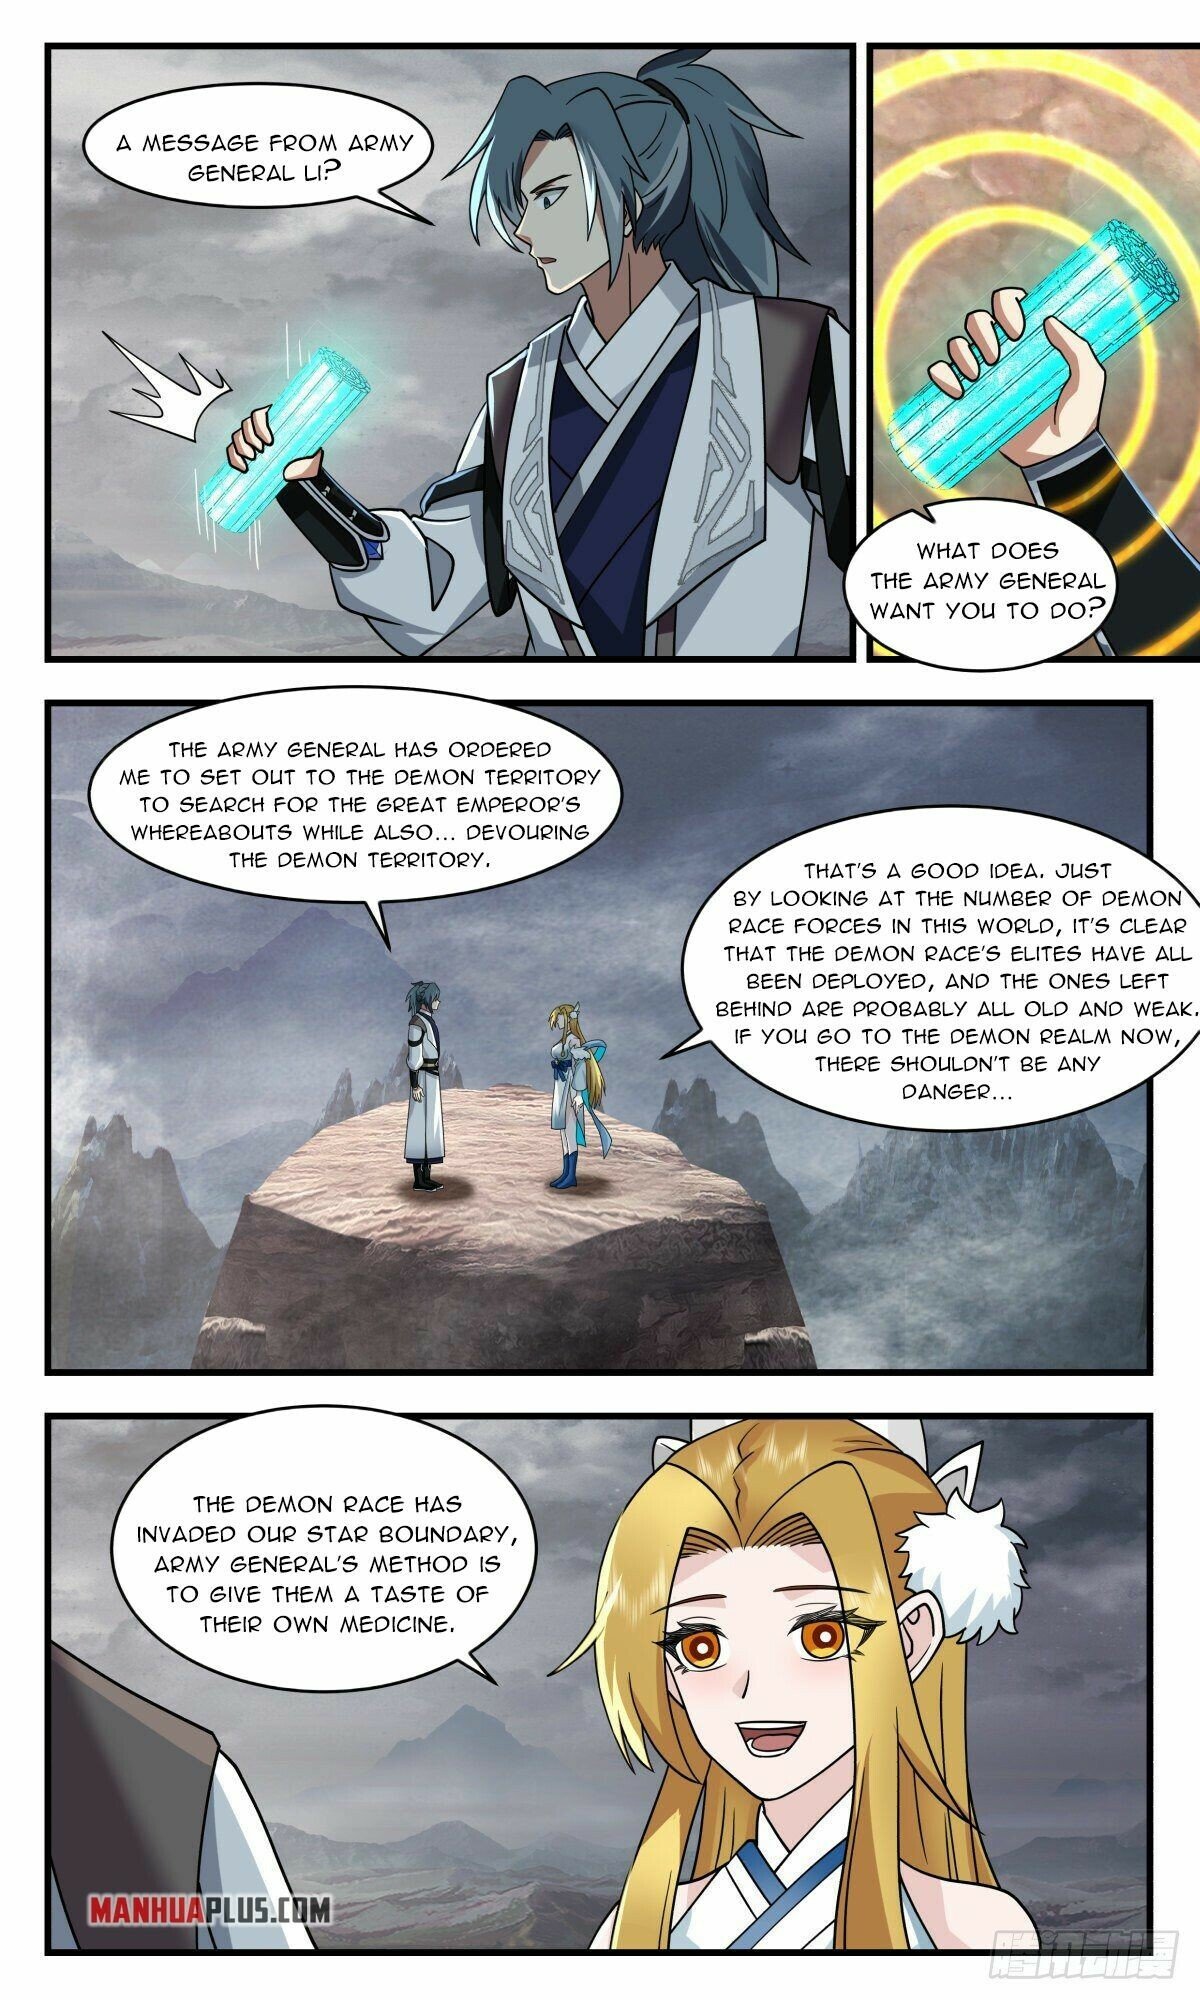 A MESSAGE FROM ARMY
GENERAL LI?
WHAT DOES
THE ARMY GENERAL
WANT YOU TO DO?
THE ARMY GENERAL HAS ORDERED
ME TO SET OUT TO THE DEMON TERRITORY
TO SEARCH FOR THE GREAT EMPEROR'S
WHEREABOUTS WHILE ALSO... DEVOURING
THE DEMON TERRITORY.
THAT'S A GOOD IDEA. JUST
BY LOOKING AT THE NUMBER OF DEMON
RACE FORCES IN THIS WORLD, IT'S CLEAR
THAT THE DEMON RACE'S ELITES HAVE ALL
BEEN DEPLOYED, AND THE ONES LEFT
BEHIND ARE PROBABLY ALL OLD AND WEAK.
IF YOU GO TO THE DEMON REALM NOW,
THERE SHOULDN'T BE ANY
DANGER...
THE DEMON RACE HAS
INVADED OUR STAR BOUNDARY,
ARMY GENERAL'S METHOD IS
TO GIVE THEM A TASTE OF
THEIR OWN MEDICINE.
MANHUAPLUS.COM
腾讯动漫